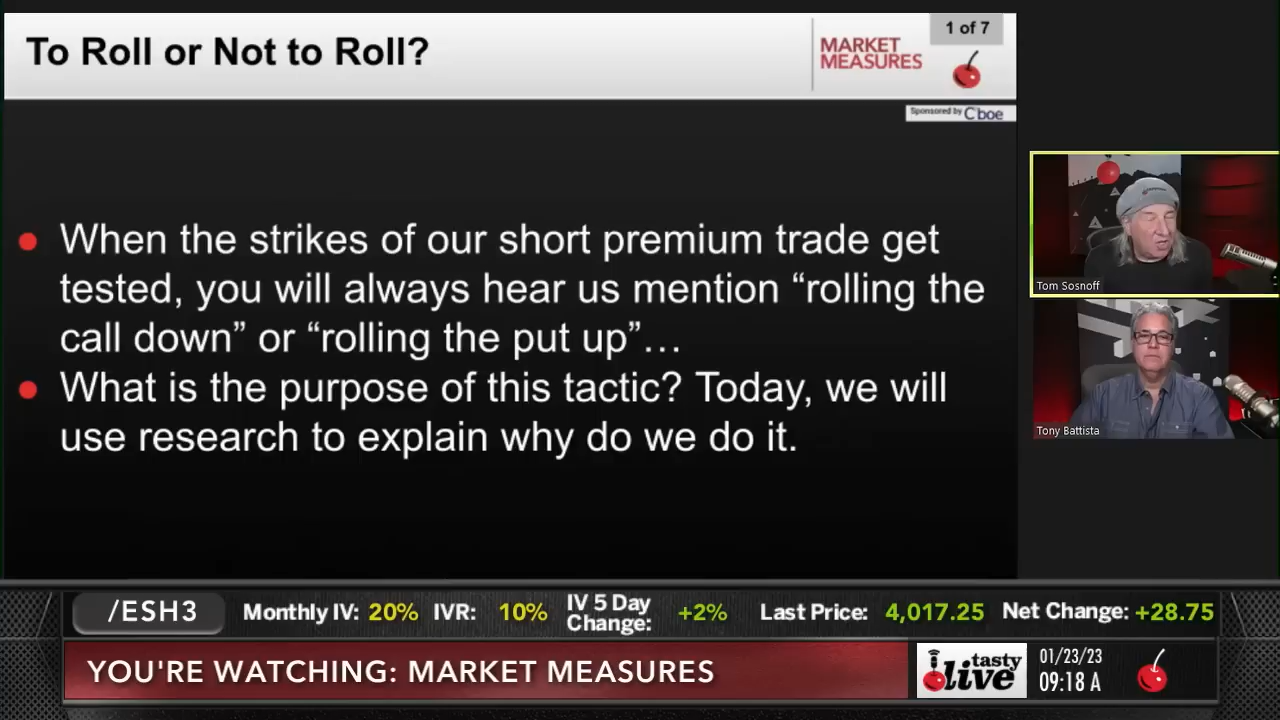 To Roll or Not to Roll?
MARKET
MEASURES
1 of 7
Sponsored by Cboe
When the strikes of our short premium trade get
tested, you will always hear us mention “rolling the
call down” or “rolling the put up”…
What is the purpose of this tactic? Today, we will
use research to explain why do we do it.
Tom Sosnoff
Tony Battista
/ESH3
Monthly IV: 20%
IVR: 10%
IV 5 Day
Change: +2%
Last Price: 4,017.25
Net Change: +28.75
YOU'RE WATCHING: MARKET MEASURES
tasty
live
01/23/23
09:18 A